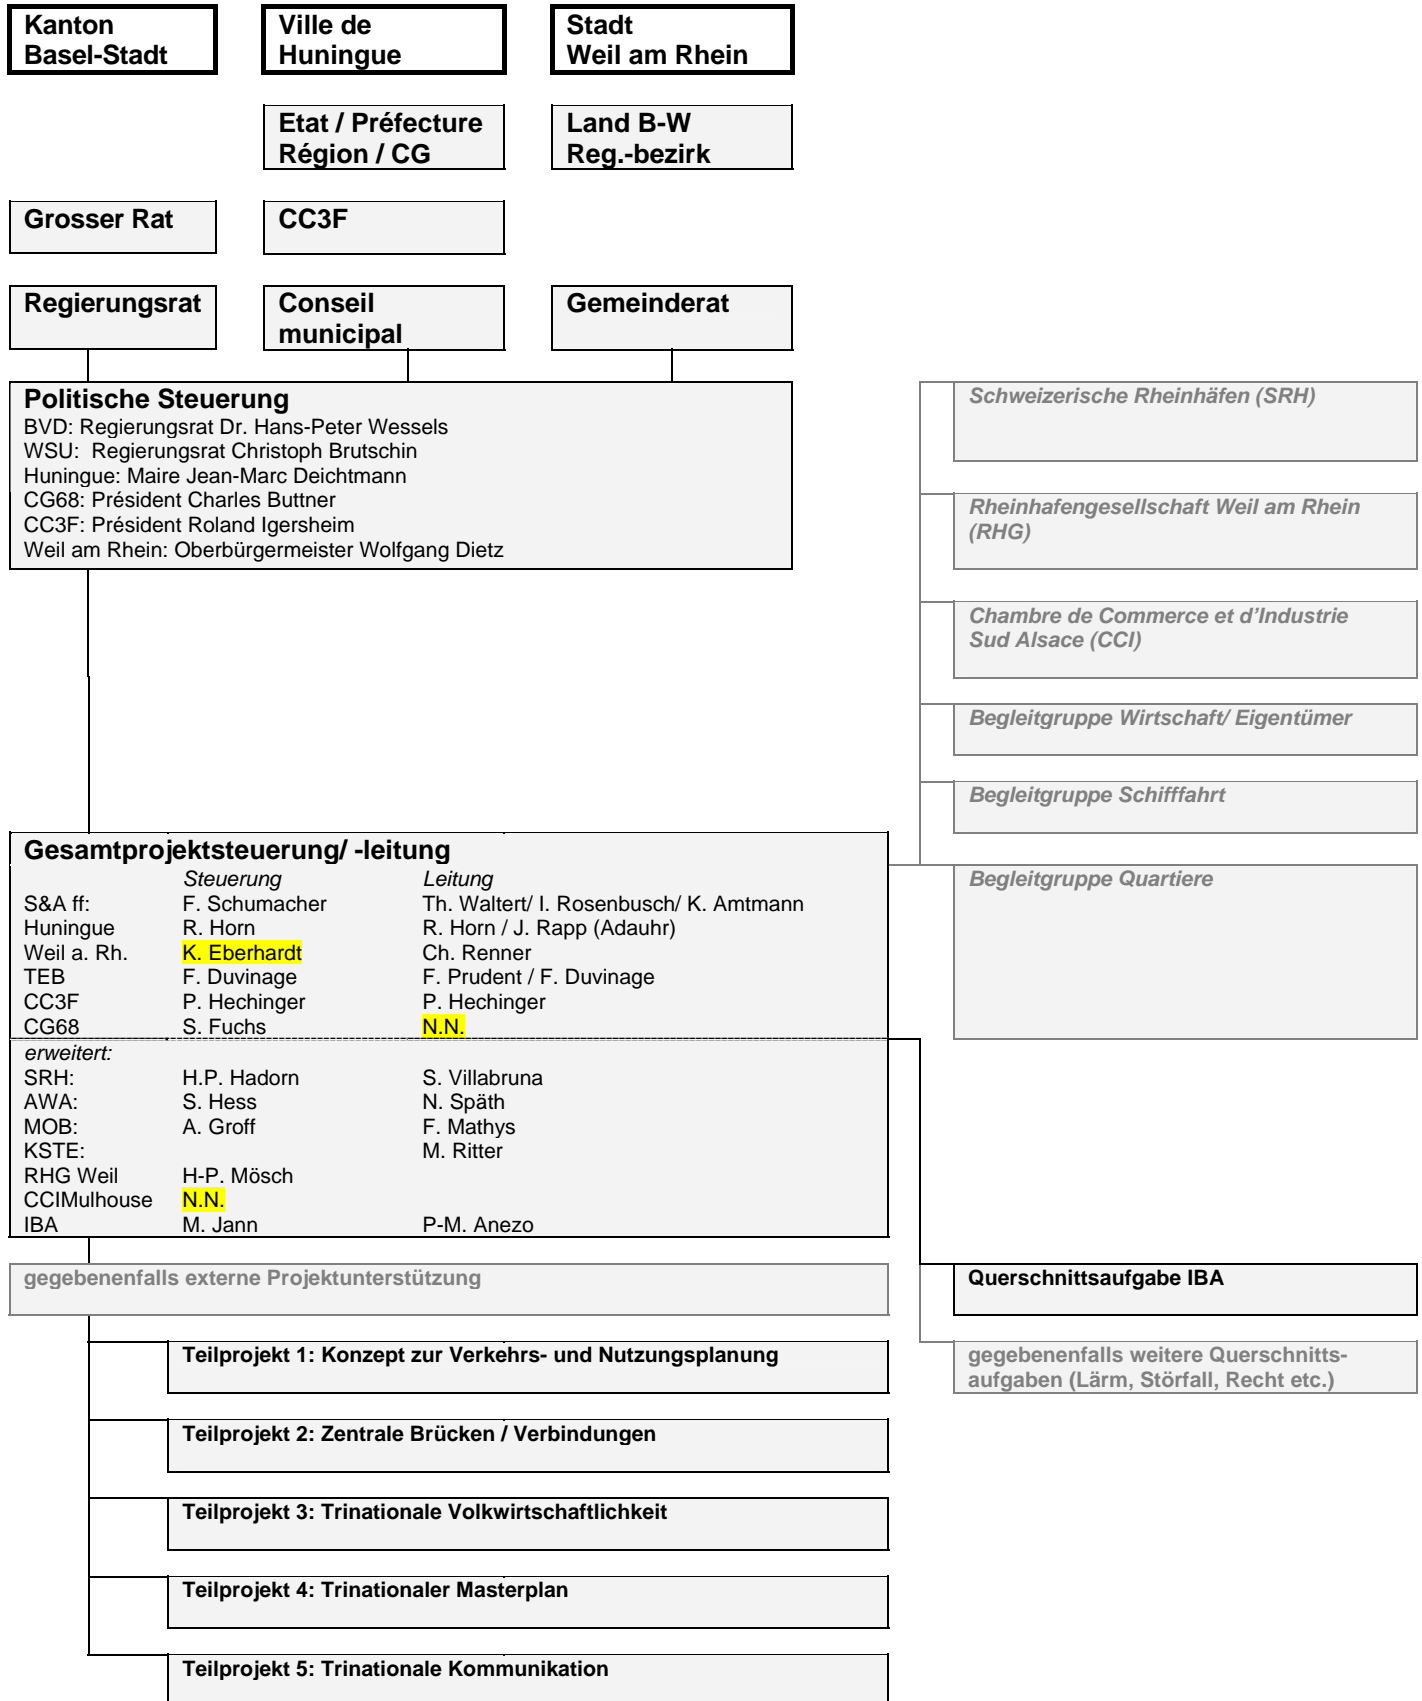 Kanton
Basel-Stadt
Ville de
Huningue
Stadt
Weil am Rhein
Etat / Préfecture
Région / CG
Land B-W
Reg.-bezirk
Grosser Rat
CC3F
Regierungsrat
Conseil
municipal
Gemeinderat
Politische Steuerung
BVD: Regierungsrat Dr. Hans-Peter Wessels
WSU: Regierungsrat Christoph Brutschin
Huningue: Maire Jean-Marc Deichtmann
CG68: Président Charles Buttner
CC3F: Président Roland Igersheim
Weil am Rhein: Oberbürgermeister Wolfgang Dietz
Schweizerische Rheinhäfen (SRH)
Rheinhafengesellschaft Weil am Rhein
(RHG)
Chambre de Commerce et d’Industrie
Sud Alsace (CCI)
Begleitgruppe Wirtschaft/ Eigentümer
Begleitgruppe Schifffahrt
Begleitgruppe Quartiere
Gesamtprojektsteuerung/ -leitung
Steuerung Leitung
S&A ff: F. Schumacher Th. Waltert/ I. Rosenbusch/ K. Amtmann
Huningue R. Horn R. Horn / J. Rapp (Adauhr)
Weil a. Rh. K. Eberhardt Ch. Renner
TEB F. Duvinage F. Prudent / F. Duvinage
CC3F P. Hechinger P. Hechinger
CG68 S. Fuchs N.N.
erweitert:
SRH: H.P. Hadorn S. Villabruna
AWA: S. Hess N. Späth
MOB: A. Groff F. Mathys
KSTE: M. Ritter
RHG Weil H-P. Mösch
CCIMulhouse N.N.
IBA M. Jann P-M. Anezo
gegebenenfalls externe Projektunterstützung
Querschnittsaufgabe IBA
gegebenenfalls weitere Querschnitts-
aufgaben (Lärm, Störfall, Recht etc.)
Teilprojekt 1: Konzept zur Verkehrs- und Nutzungsplanung
Teilprojekt 2: Zentrale Brücken / Verbindungen
Teilprojekt 3: Trinationale Volkwirtschaftlichkeit
Teilprojekt 4: Trinationaler Masterplan
Teilprojekt 5: Trinationale Kommunikation